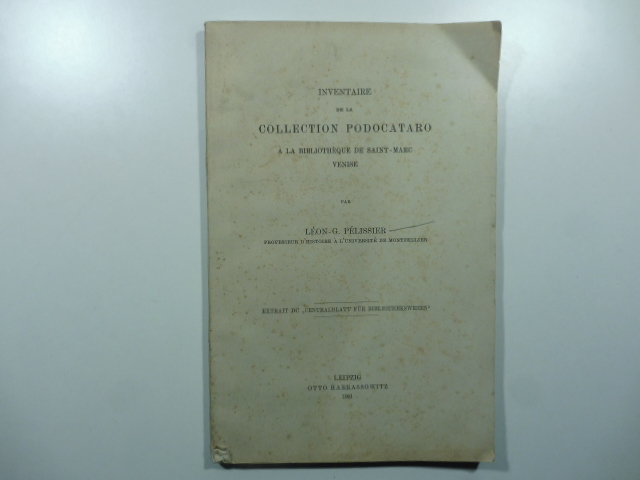 INVENTAIRE
DE LA
COLLECTION PODOCATARO
À LA BIBLIOTHÈQUE DE SAINT-MARC
VENISE
PAR
LÉON-G. PÉLISSIER
PROFESSEUR D'HISTOIRE À L'UNIVERSITÉ DE MONTPELLIER
EXTRAIT DU „CENTRALBLATT FÜR BIBLIOTHEKSWESEN"
LEIPZIG
OTTO HARRASSOWITZ